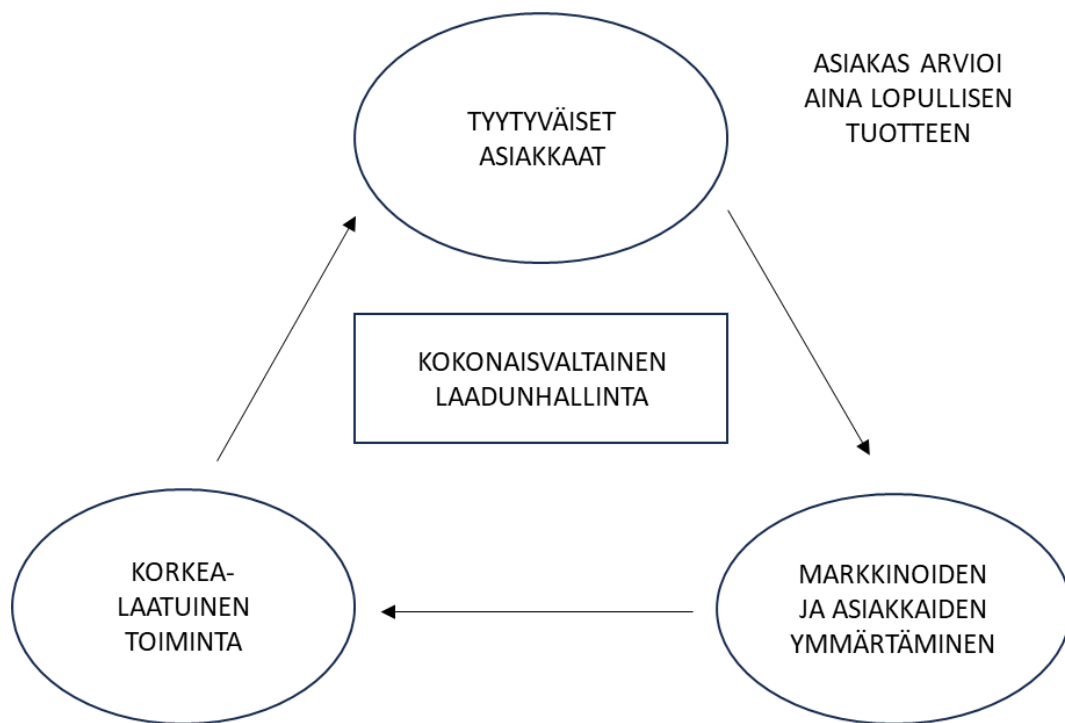 TYYTYVÄISET
ASIAKKAAT
ASIAKAS ARVIOI
AINA LOPULLISEN
TUOTTEEN
KOKONAISVALTAINEN
LAADUNHALLINTA
KORKEA-
LAATUINEN
TOIMINTA
MARKKINOIDEN
JA ASIAKKAIDEN
YMMÄRTÄMINEN